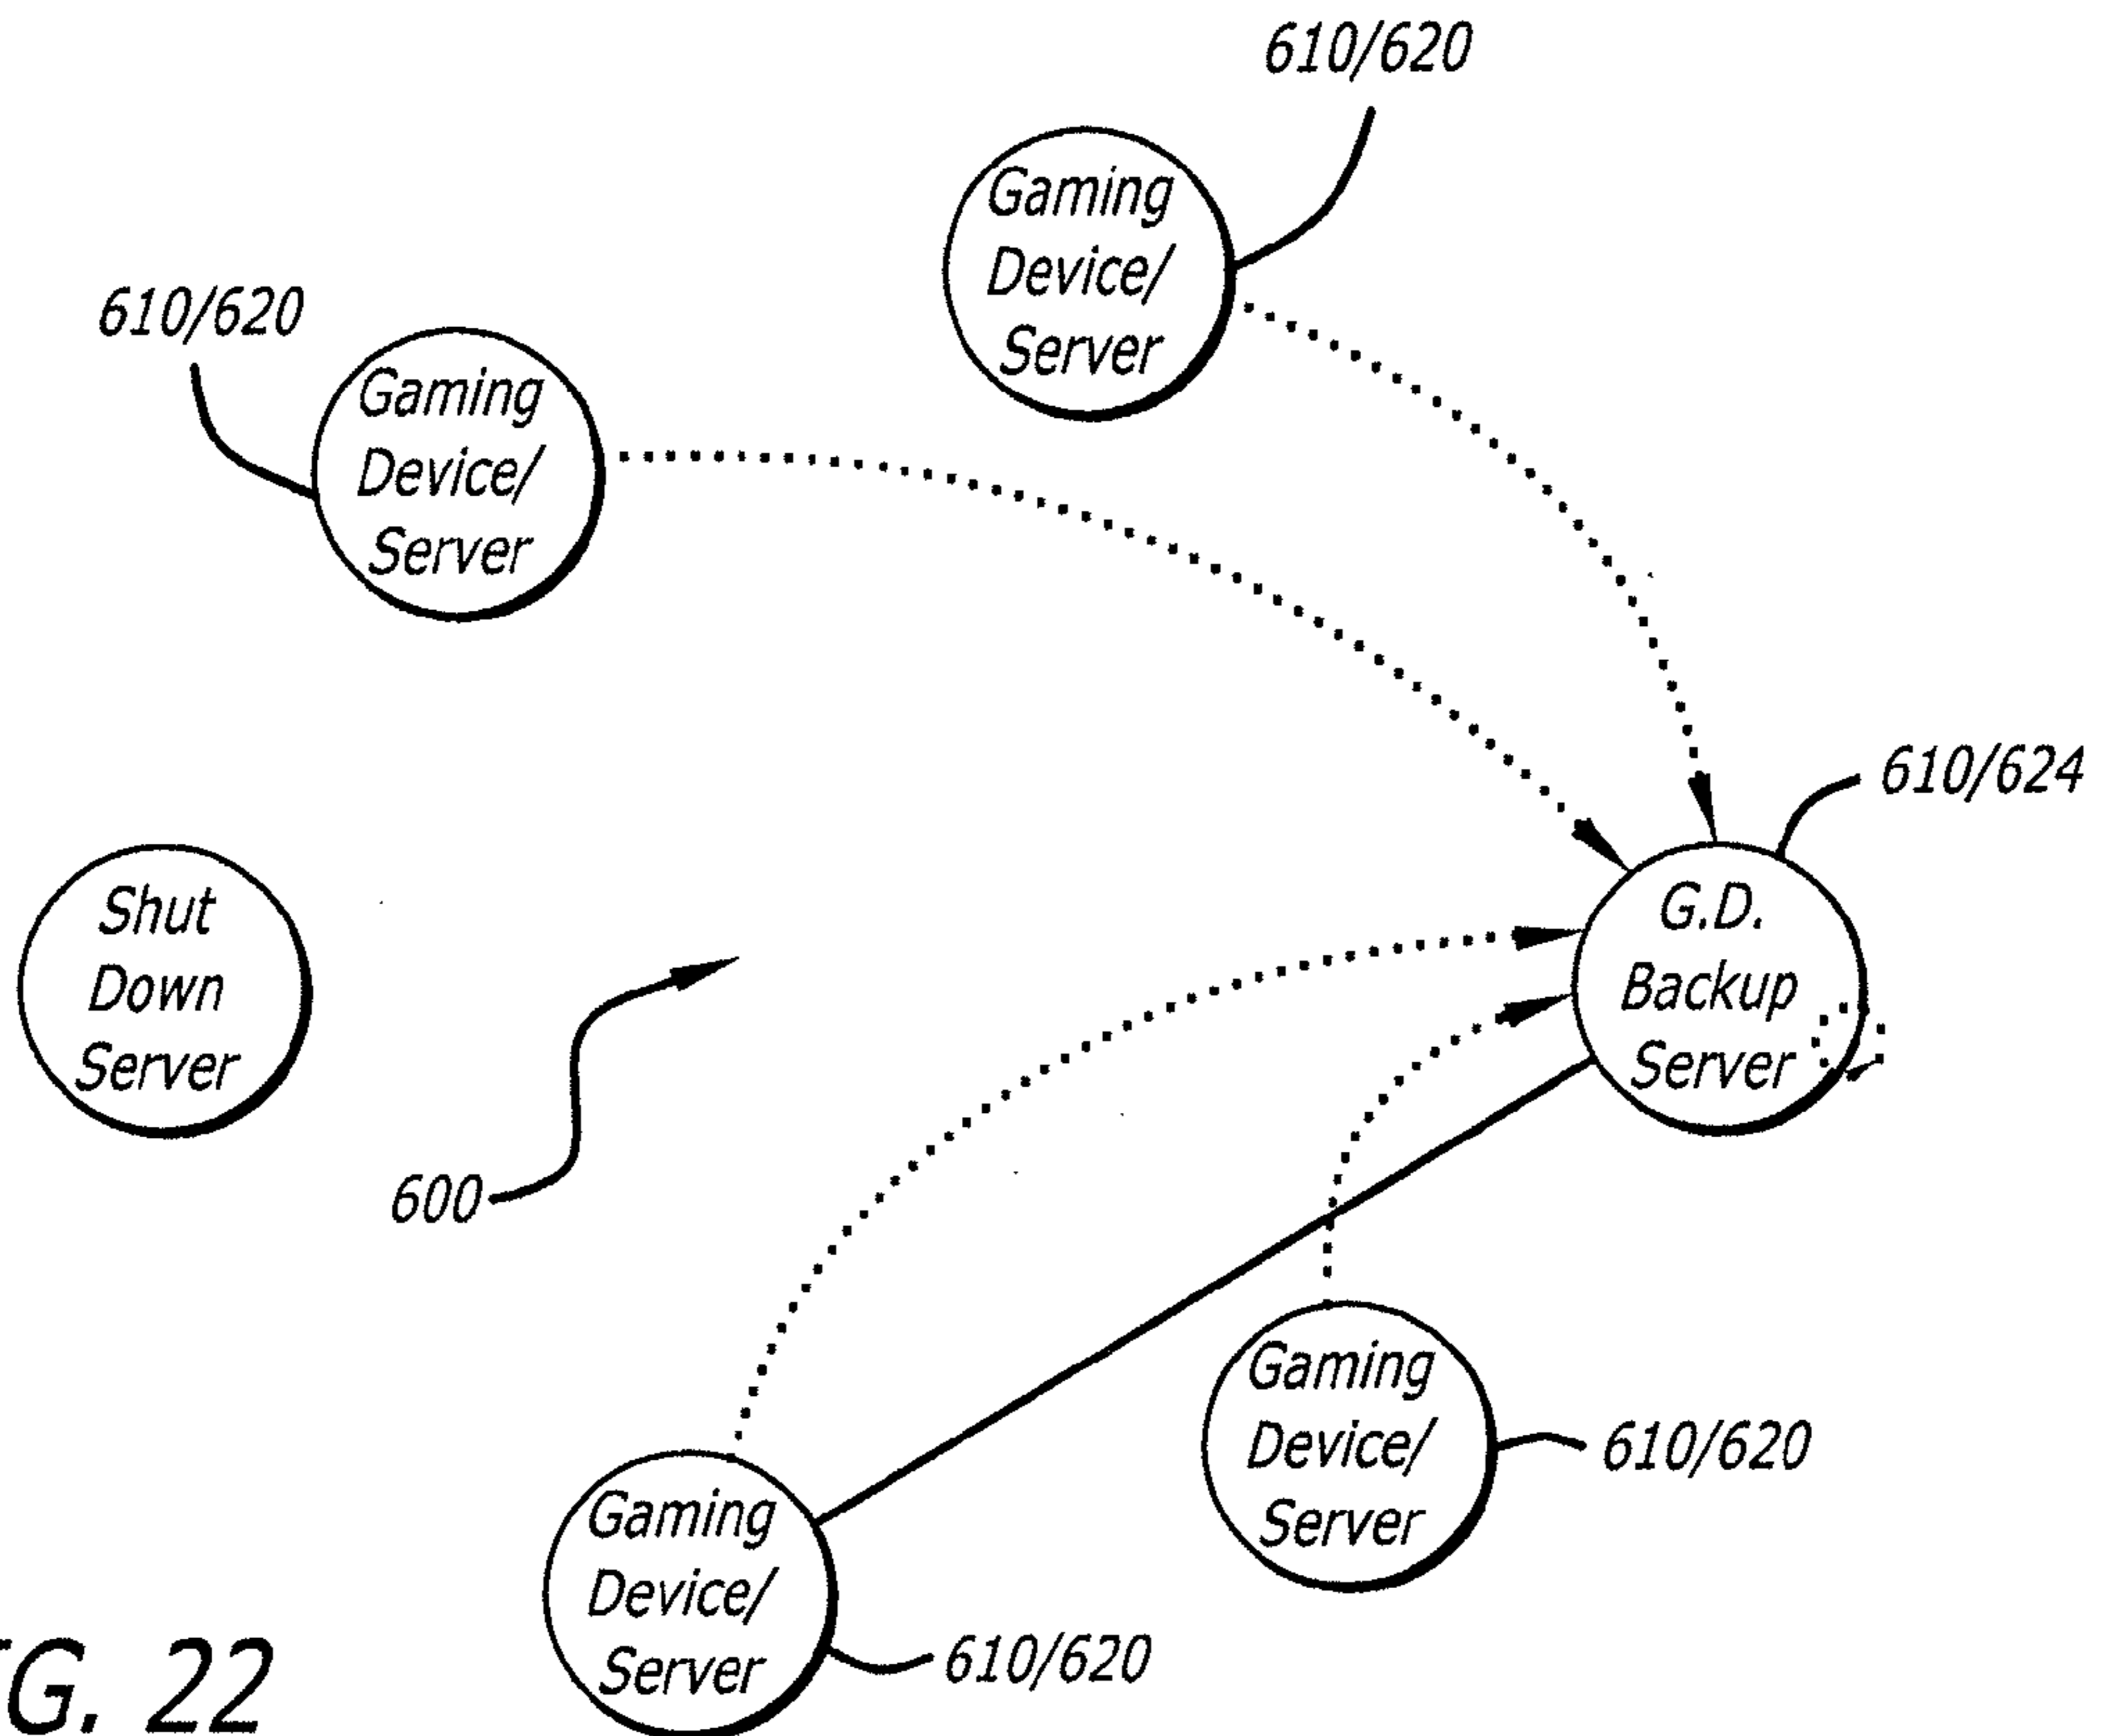 610/620
Gaming
Device/
Server
610/620
Gaming
Device/
Server
610/624
G.D.
Backup
Server
Shut
Down
Server
600
Gaming
Device/
Server
610/620
Gaming
Device/
Server
610/620
G. 22